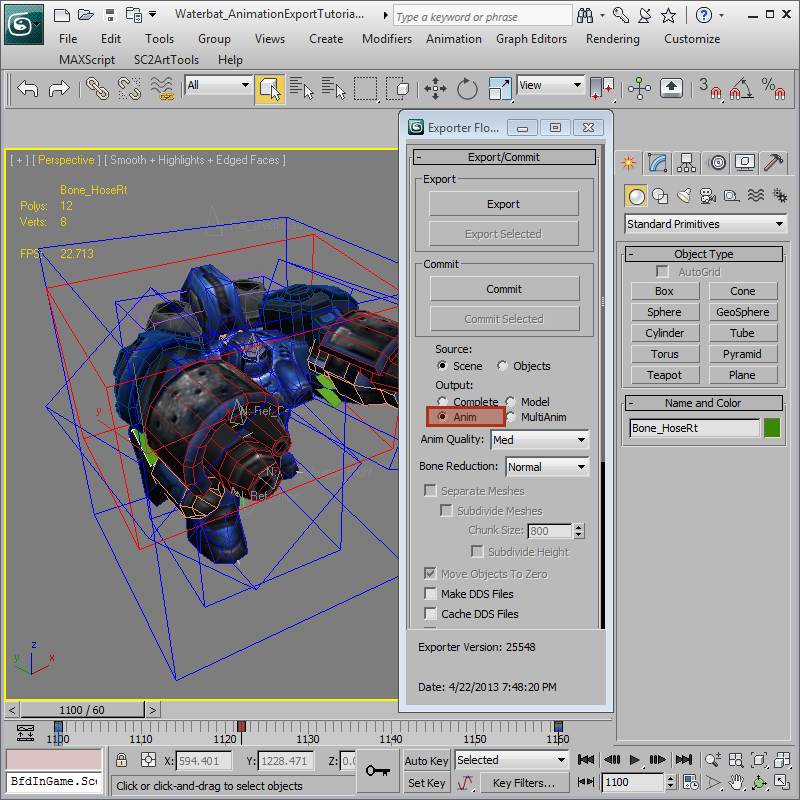 Waterbat_AnimationExportTutoria...
Type a keyword or phrase
File Edit Tools Group Views Create Modifiers Animation Graph Editors Rendering Customize
MAXScript SC2ArtTools Help
All
View
3
%
[ + ] [ Perspective ] [ Smooth + Highlights + Edged Faces ]
Bone_HoseRt
Polys: 12
Verts: 8
FPS: 22.713
Exporter Flo...
- Export/Commit
Export
Export
Export Selected
Commit
Commit
Commit Selected
Source:
Scene Objects
Output:
Complete Model
Anim MultiAnim
Anim Quality: Med
Bone Reduction: Normal
Separate Meshes
Subdivide Meshes
Chunk Size: 800
Subdivide Height
Move Objects To Zero
Make DDS Files
Cache DDS Files
Exporter Version: 25548
Date: 4/22/2013 7:48:20 PM
Standard Primitives
- Object Type
AutoGrid
Box Cone
Sphere GeoSphere
Cylinder Tube
Torus Pyramid
Teapot Plane
- Name and Color
Bone_HoseRt
z
y x
< 1100 / 60 >
1100 1110 1120 1130 1140 1150 1160
BfdInGame.Sce
X: 594.401 Y: 1228.471 Z: 0.0
Click or click-and-drag to select objects
Auto Key Selected
Set Key Key Filters...
1100